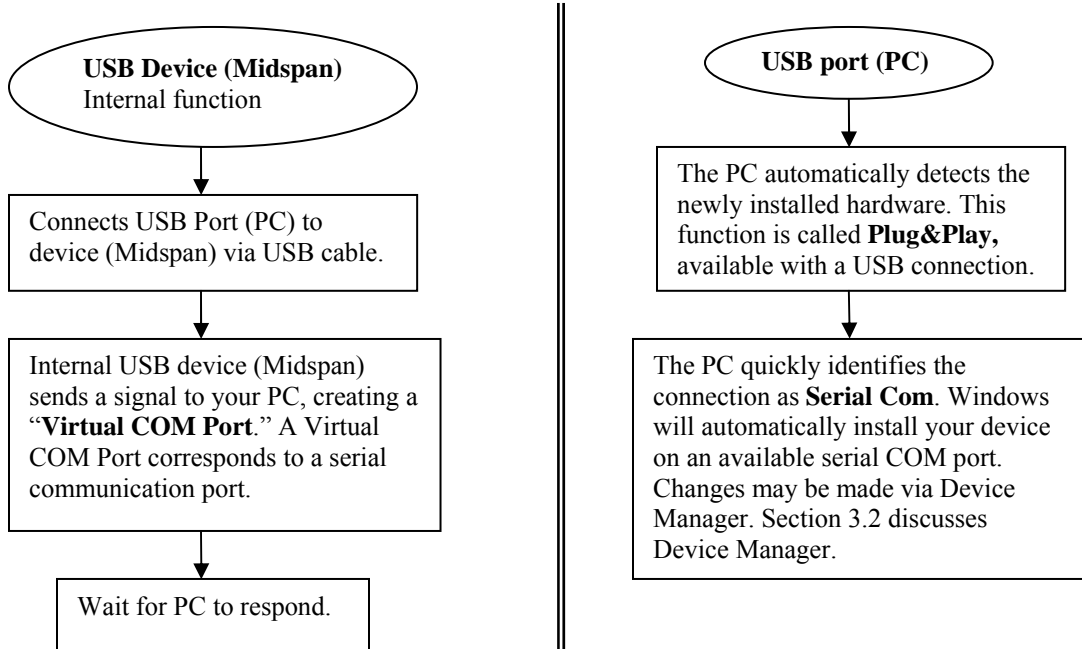 USB Device (Midspan)
Internal function
Connects USB Port (PC) to
device (Midspan) via USB cable.
Internal USB device (Midspan)
sends a signal to your PC, creating a
“Virtual COM Port.” A Virtual
COM Port corresponds to a serial
communication port.
Wait for PC to respond.
USB port (PC)
The PC automatically detects the
newly installed hardware. This
function is called Plug&Play,
available with a USB connection.
The PC quickly identifies the
connection as Serial Com. Windows
will automatically install your device
on an available serial COM port.
Changes may be made via Device
Manager. Section 3.2 discusses
Device Manager.